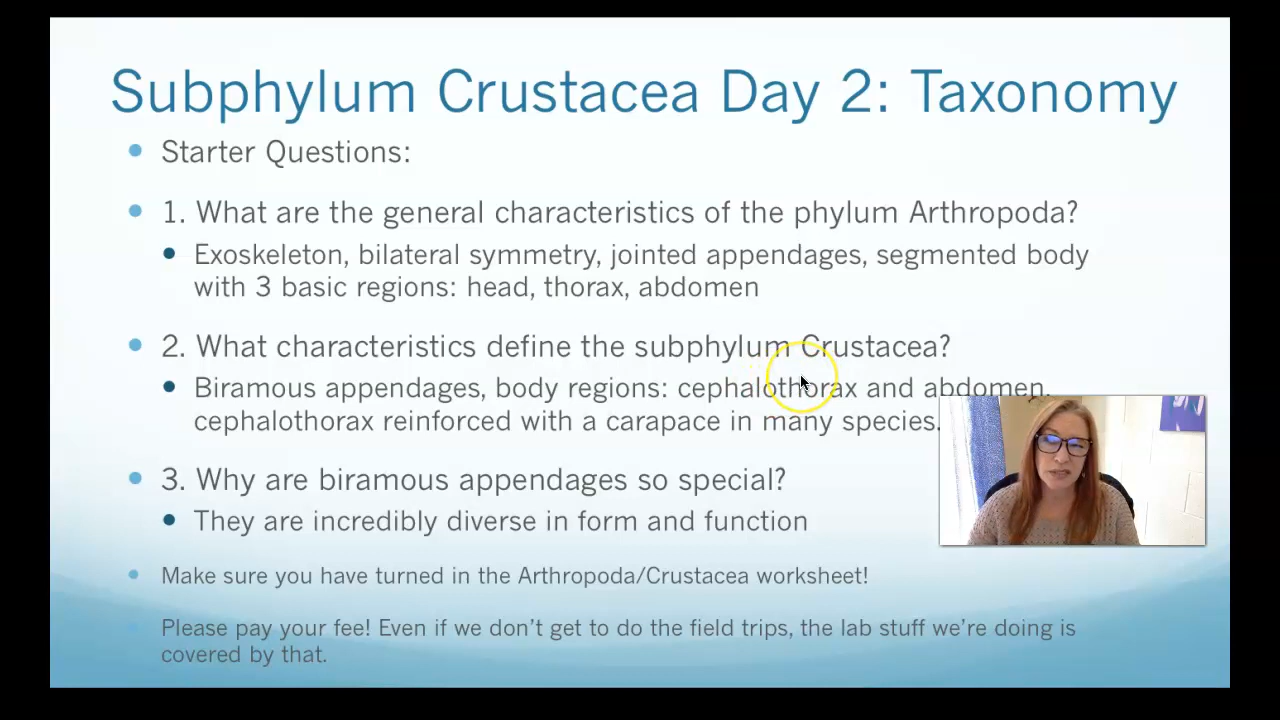 Subphylum Crustacea Day 2: Taxonomy
Starter Questions:
1. What are the general characteristics of the phylum Arthropoda?
Exoskeleton, bilateral symmetry, jointed appendages, segmented body
with 3 basic regions: head, thorax, abdomen
2. What characteristics define the subphylum Crustacea?
Biramous appendages, body regions: cephalothorax and abdomen,
cephalothorax reinforced with a carapace in many species.
3. Why are biramous appendages so special?
They are incredibly diverse in form and function
Make sure you have turned in the Arthropoda/Crustacea worksheet!
Please pay your fee! Even if we don’t get to do the field trips, the lab stuff we’re doing is
covered by that.